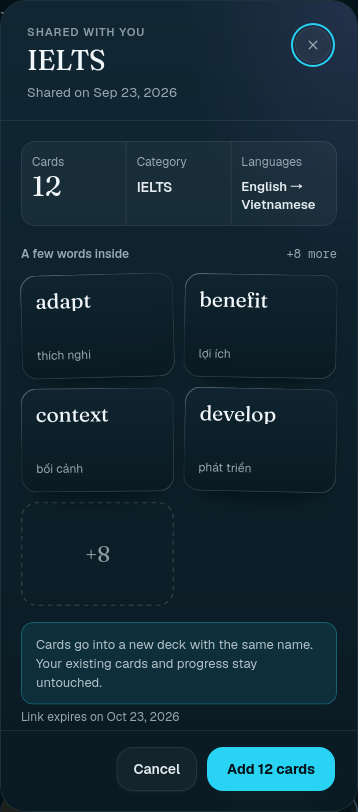 SHARED WITH YOU
IELTS
Shared on Sep 23, 2026
Cards
12
Category
IELTS
Languages
English →
Vietnamese
A few words inside
+8 more
adapt
thích nghi
benefit
lợi ích
context
bối cảnh
develop
phát triển
+8
Cards go into a new deck with the same name.
Your existing cards and progress stay
untouched.
Link expires on Oct 23, 2026
Cancel
Add 12 cards